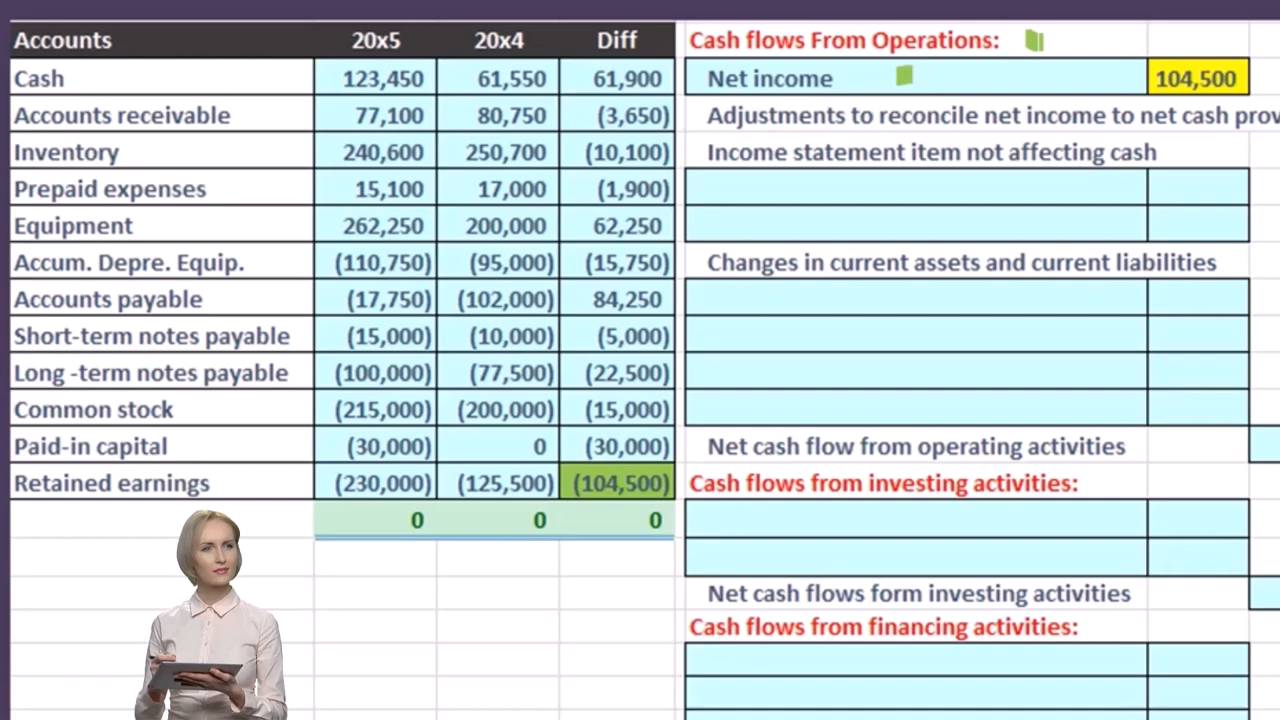 Accounts 20x5 20x4 Diff
Cash 123,450 61,550 61,900
Accounts receivable 77,100 80,750 (3,650)
Inventory 240,600 250,700 (10,100)
Prepaid expenses 15,100 17,000 (1,900)
Equipment 262,250 200,000 62,250
Accum. Depre. Equip. (110,750) (95,000) (15,750)
Accounts payable (17,750) (102,000) 84,250
Short-term notes payable (15,000) (10,000) (5,000)
Long -term notes payable (100,000) (77,500) (22,500)
Common stock (215,000) (200,000) (15,000)
Paid-in capital (30,000) 0 (30,000)
Retained earnings (230,000) (125,500) (104,500)
0 0 0
Cash flows From Operations:
Net income 104,500
Adjustments to reconcile net income to net cash prov
Income statement item not affecting cash
Changes in current assets and current liabilities
Net cash flow from operating activities
Cash flows from investing activities:
Net cash flows form investing activities
Cash flows from financing activities: